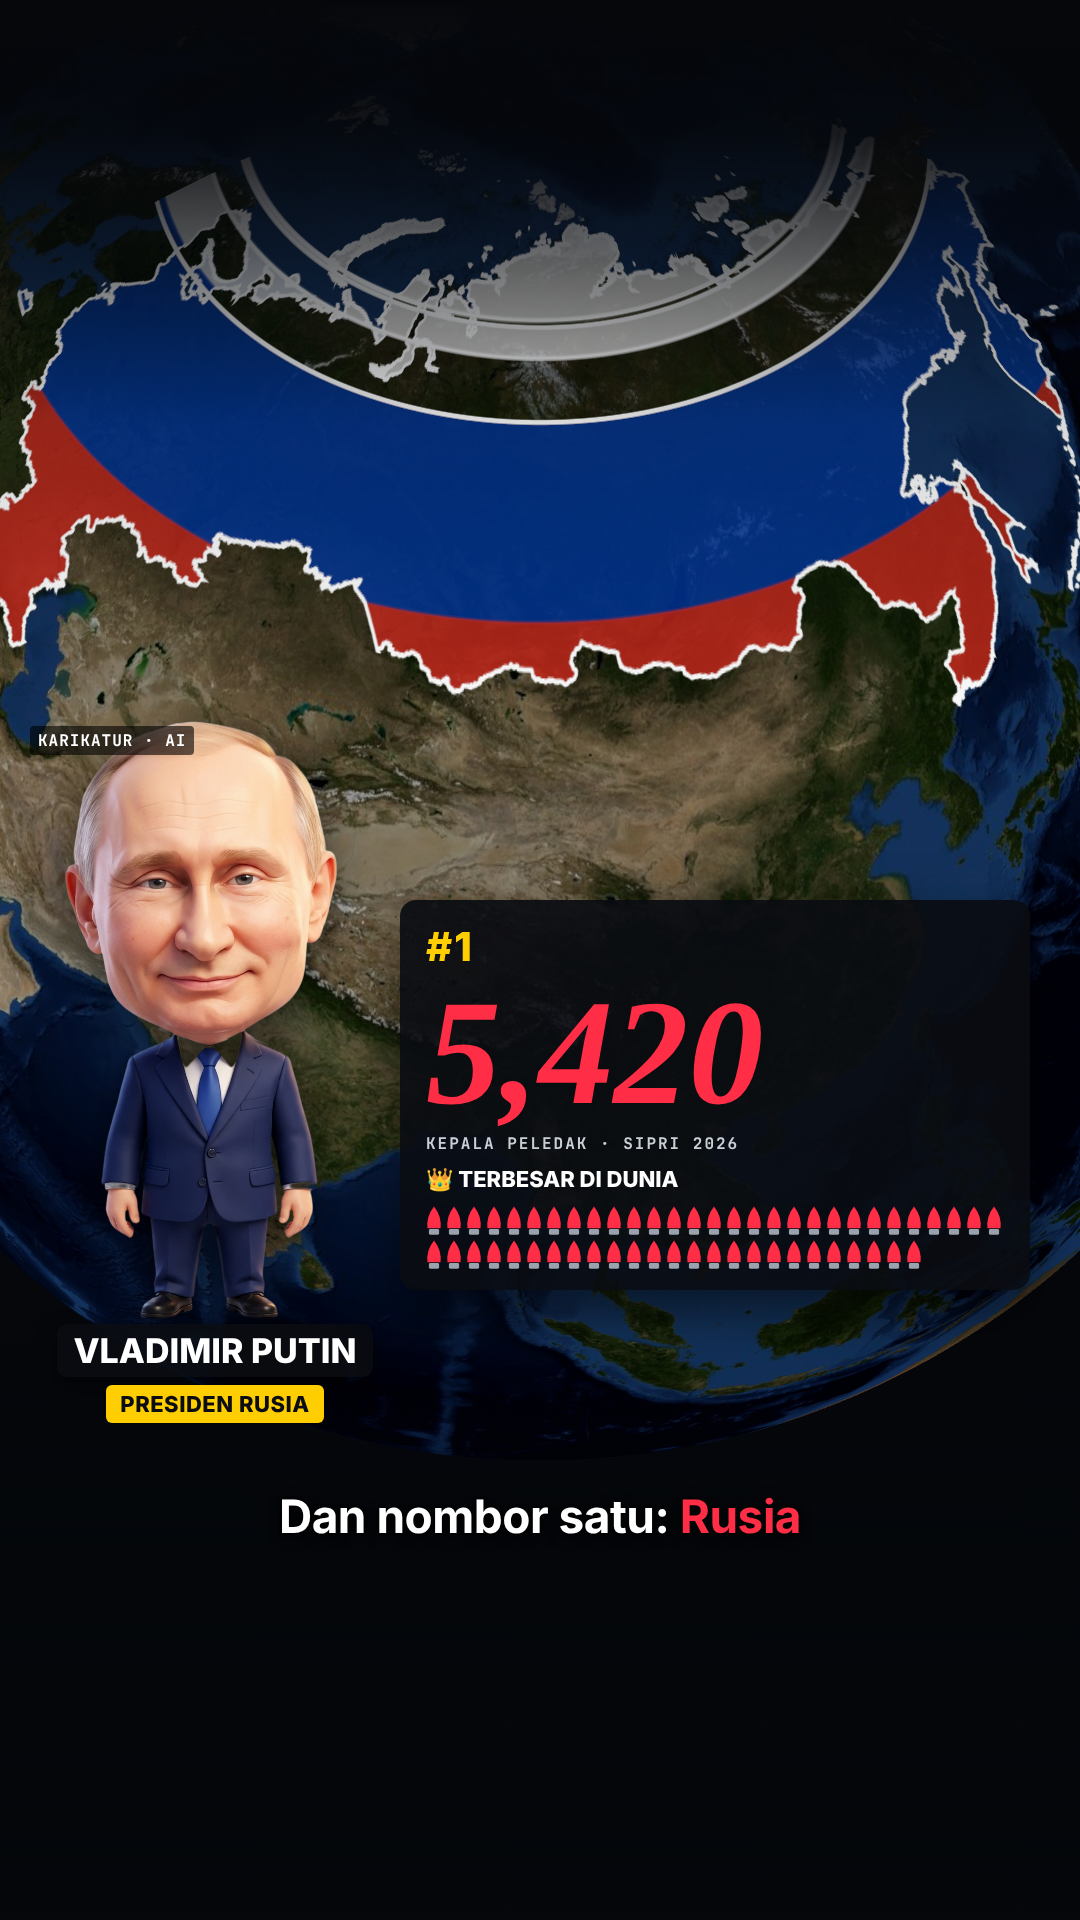 KARIKATUR · AI
#1
5,420
KEPALA PELEDAK · SIPRI 2026
👑 TERBESAR DI DUNIA
VLADIMIR PUTIN
PRESIDEN RUSIA
Dan nombor satu: Rusia